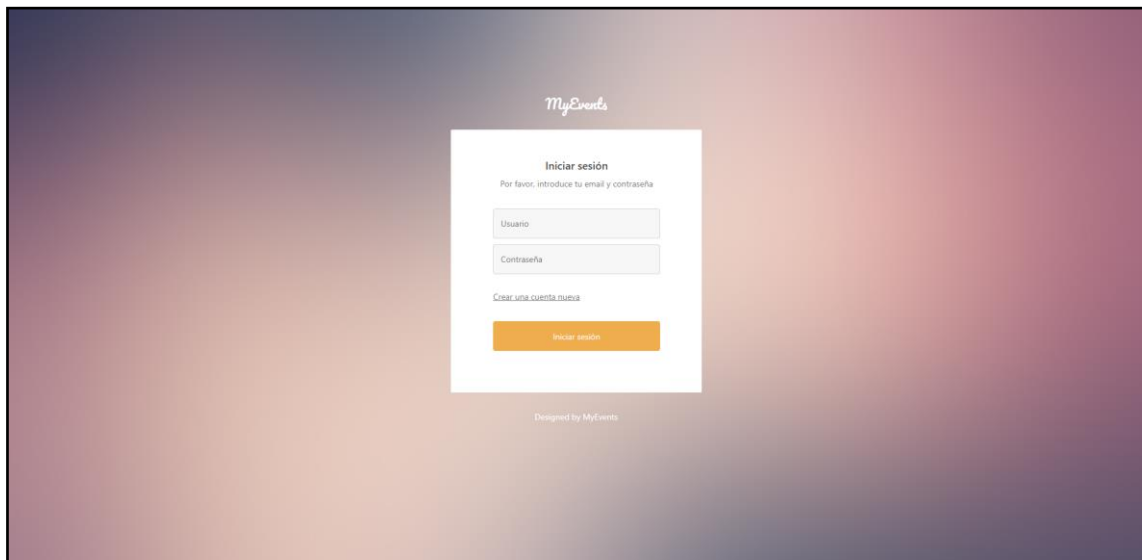 MyEvents
Iniciar sesión
Por favor, introduce tu email y contraseña
Usuario
Contraseña
Crear una cuenta nueva
Iniciar sesión
Designed by MyEvents